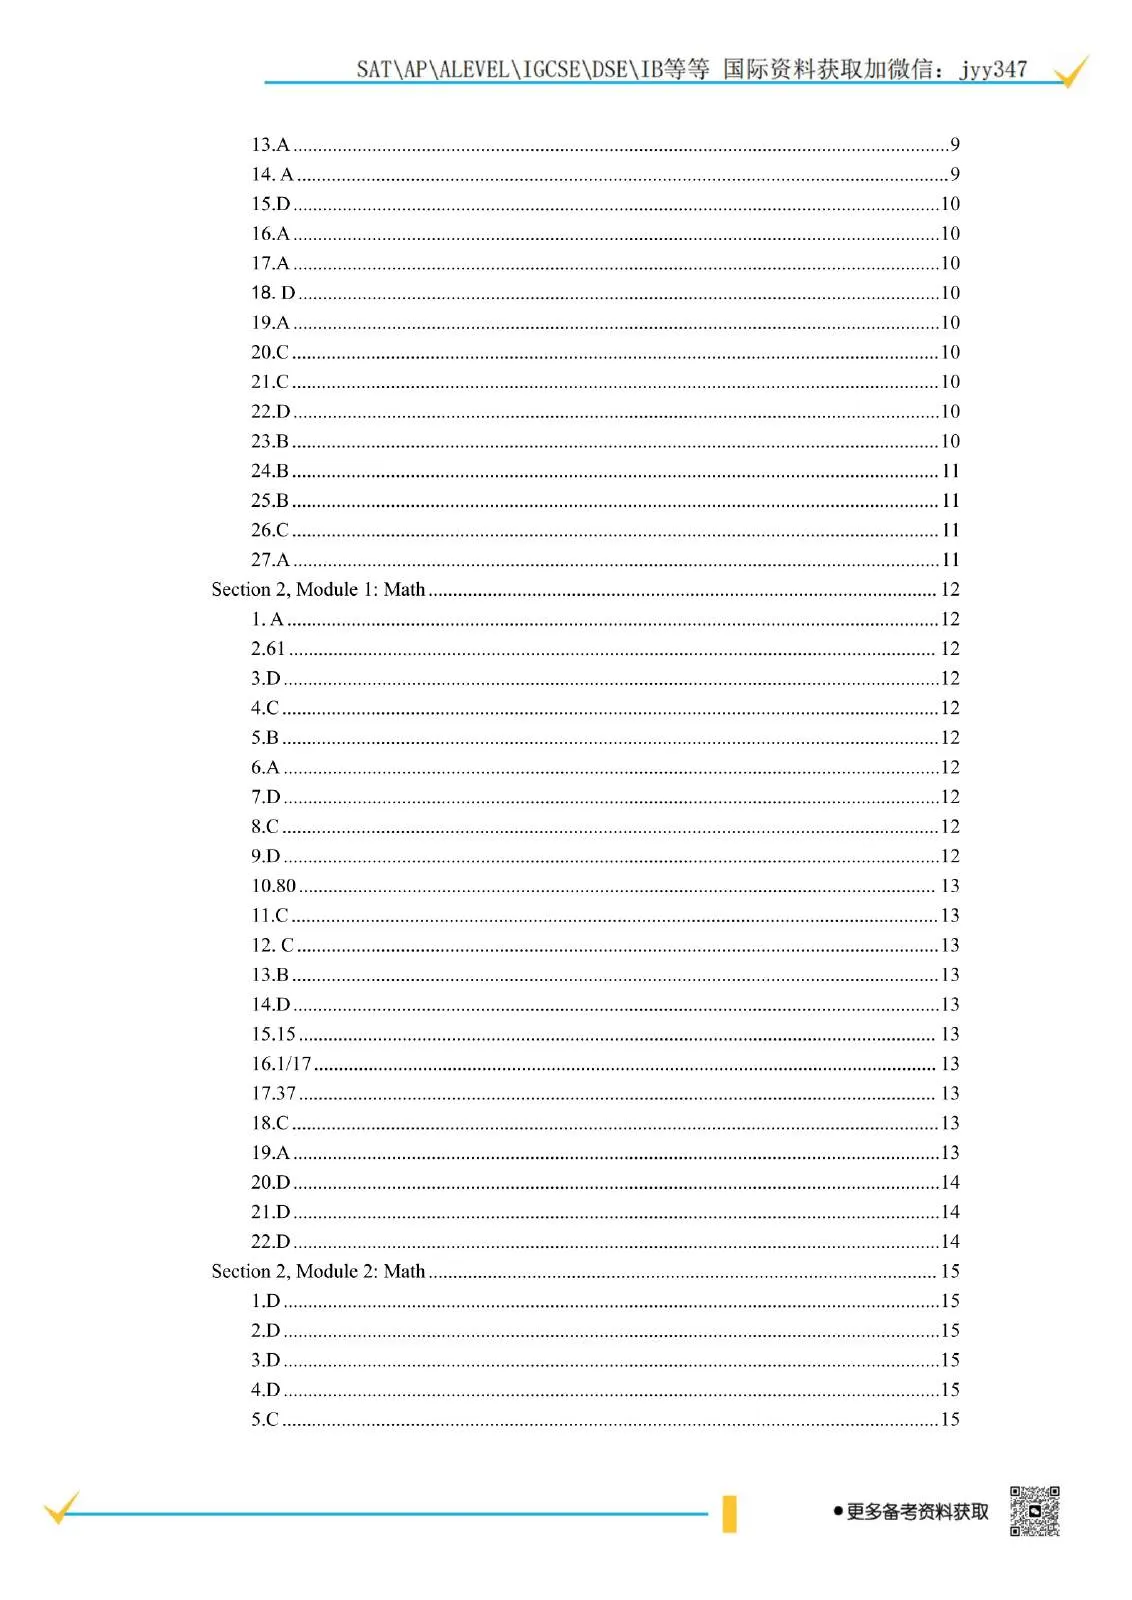 SAT\AP\ALEVEL\IGCSE\DSE\IB等等 国际资料获取加微信：jyy347
13.A........9
14. A........9
15.D........10
16.A........10
17.A........10
18. D........10
19.A........10
20.C........10
21.C........10
22.D........10
23.B........10
24.B........11
25.B........11
26.C........11
27.A........11
Section 2, Module 1: Math........12
1. A........12
2.61........12
3.D........12
4.C........12
5.B........12
6.A........12
7.D........12
8.C........12
9.D........12
10.80........13
11.C........13
12. C........13
13.B........13
14.D........13
15.15........13
16.1/17........13
17.37........13
18.C........13
19.A........13
20.D........14
21.D........14
22.D........14
Section 2, Module 2: Math........15
1.D........15
2.D........15
3.D........15
4.D........15
5.C........15
●更多备考资料获取